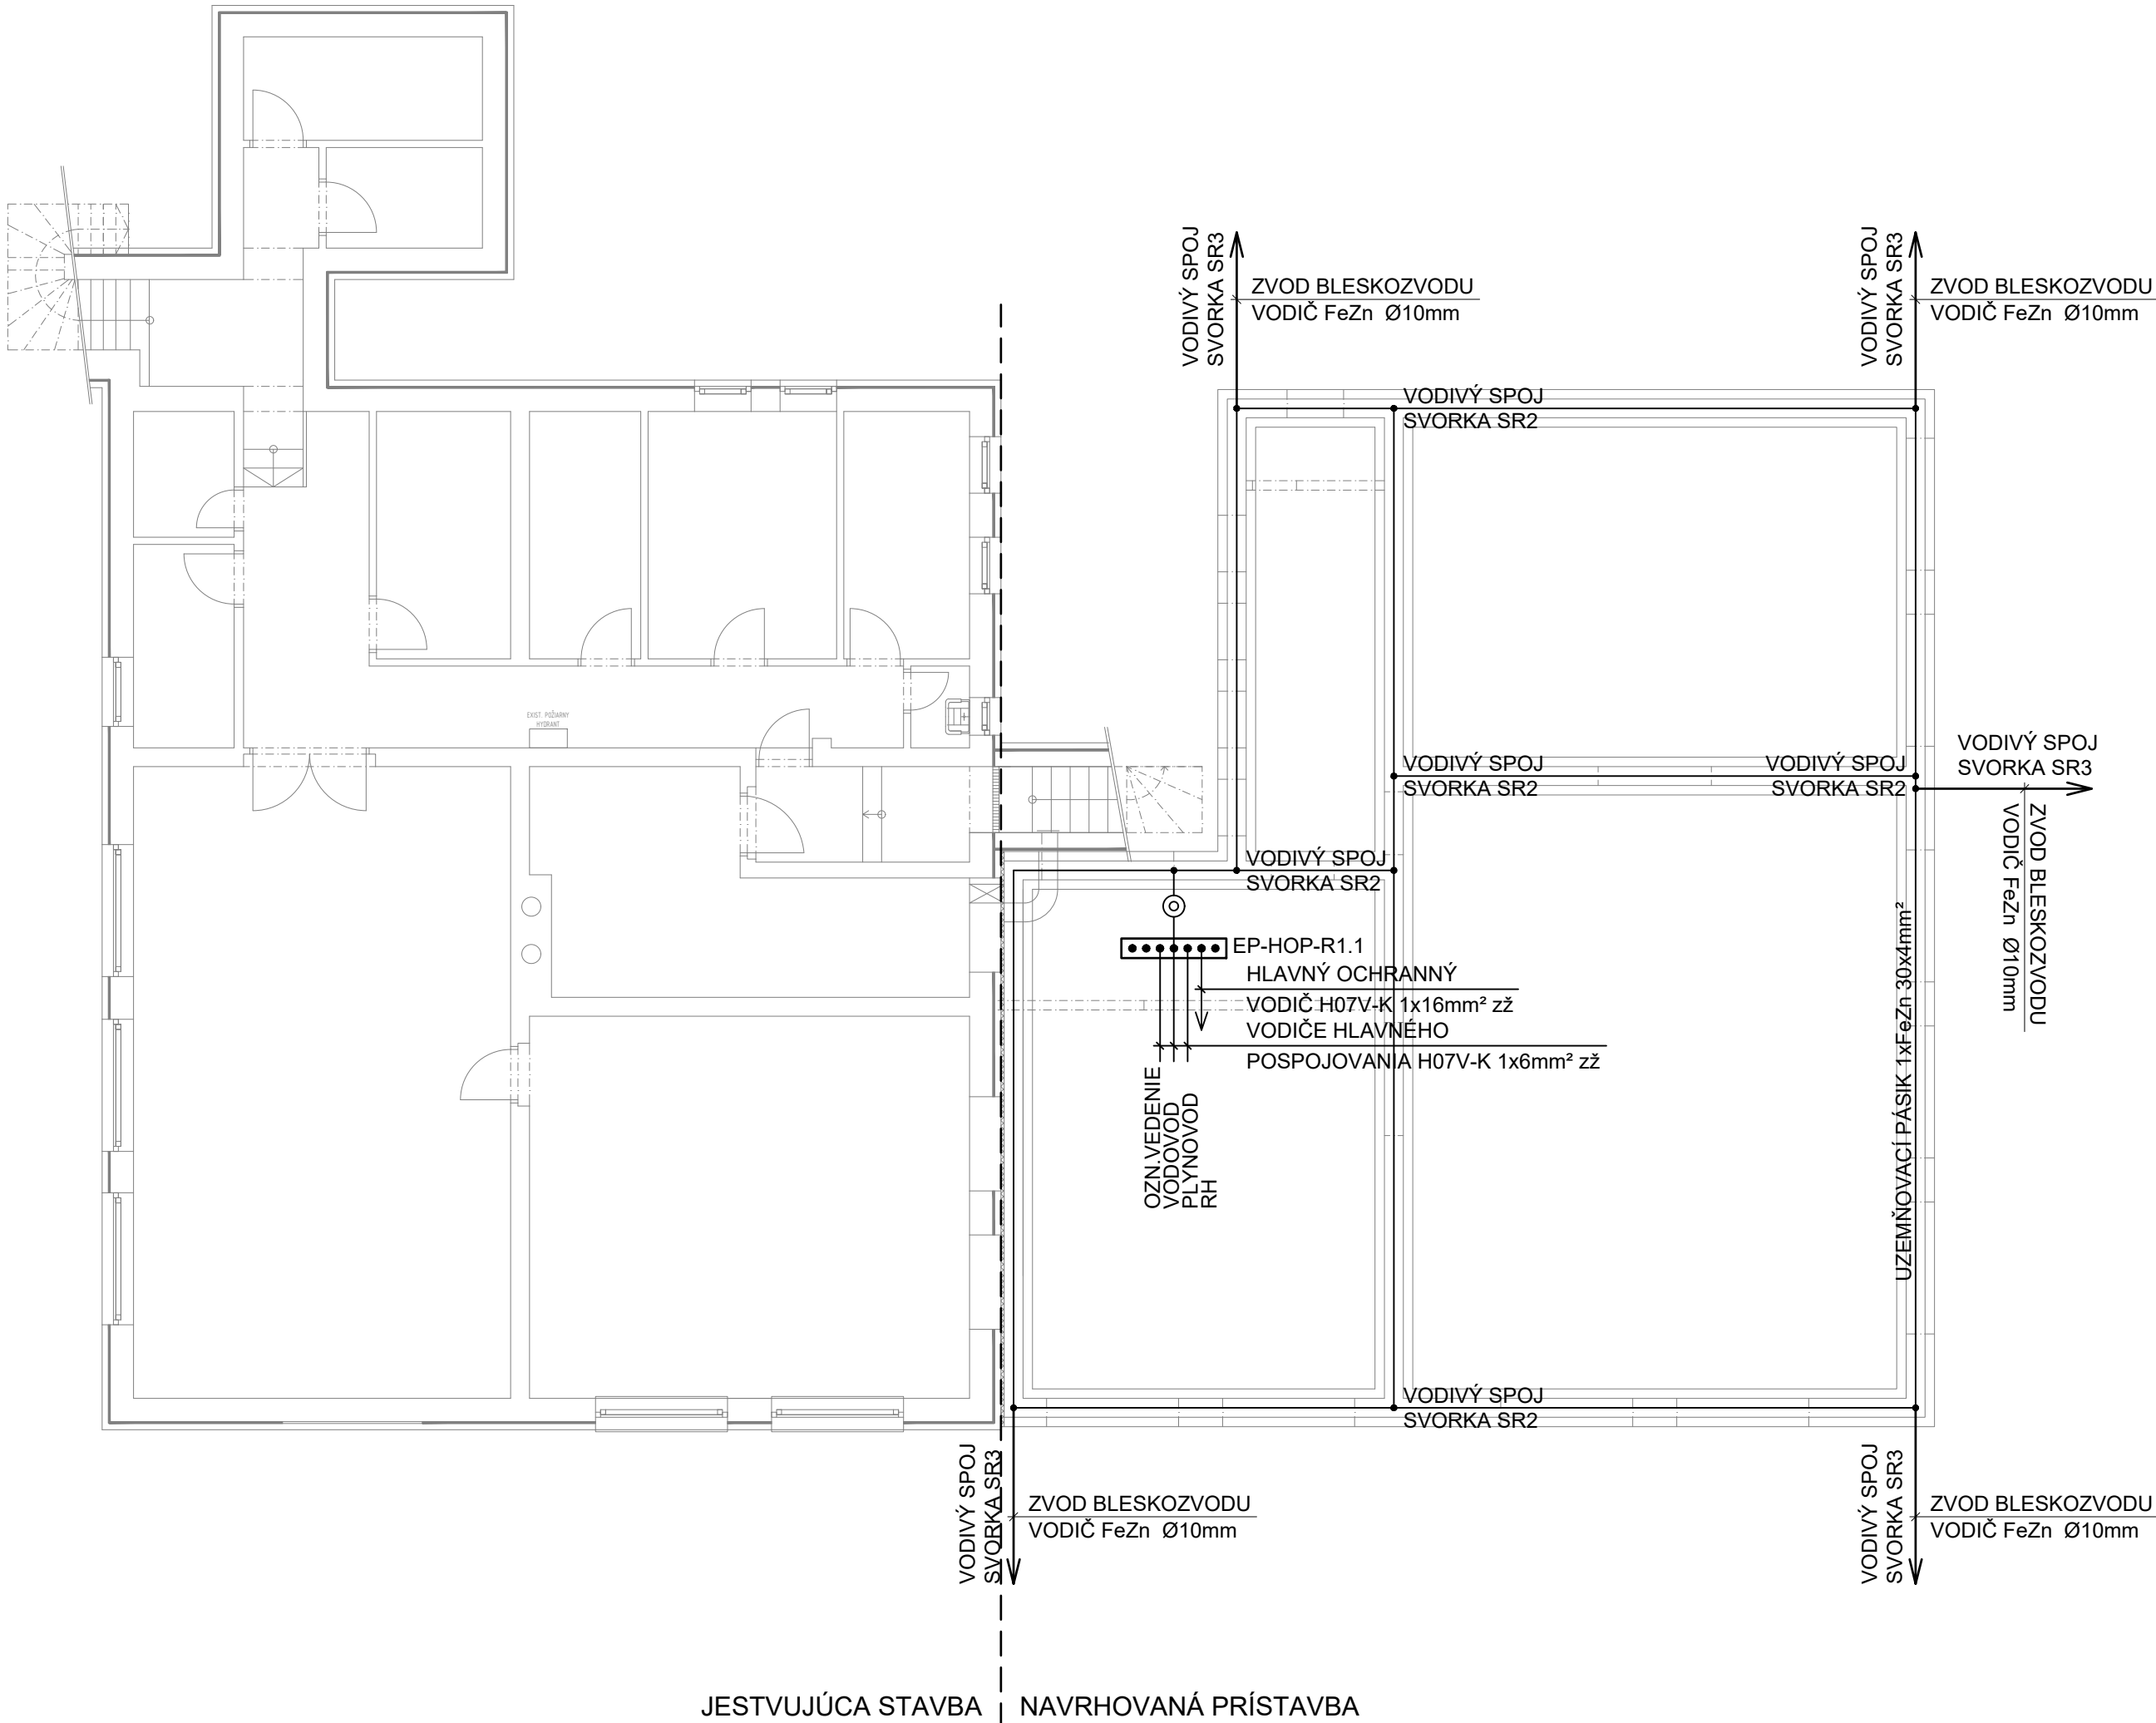 VODIVÝ SPOJ
SVORKA SR3
ZVOD BLESKOZVODU
VODIČ FeZn Ø10mm
VODIVÝ SPOJ
SVORKA SR3
ZVOD BLESKOZVODU
VODIČ FeZn Ø10mm
VODIVÝ SPOJ
SVORKA SR2
EXIST. POŽIARNY
HYDRANT
VODIVÝ SPOJ
SVORKA SR2
VODIVÝ SPOJ
SVORKA SR2
VODIVÝ SPOJ
SVORKA SR3
ZVOD BLESKOZVODU
VODIČ FeZn Ø10mm
VODIVÝ SPOJ
SVORKA SR2
EP-HOP-R1.1
HLAVNÝ OCHRANNÝ
VODIČ H07V-K 1x16mm² zž
VODIČE HLAVNÉHO
POSPOJOVANIA H07V-K 1x6mm² zž
OZN.VEDENIE
VODOVOD
PLYNOVOD
RH
UZEMŇOVACÍ PÁSIK 1xFeZn 30x4mm²
VODIVÝ SPOJ
SVORKA SR2
VODIVÝ SPOJ
SVORKA SR3
ZVOD BLESKOZVODU
VODIČ FeZn Ø10mm
VODIVÝ SPOJ
SVORKA SR3
ZVOD BLESKOZVODU
VODIČ FeZn Ø10mm
JESTVUJÚCA STAVBA
NAVRHOVANÁ PRÍSTAVBA